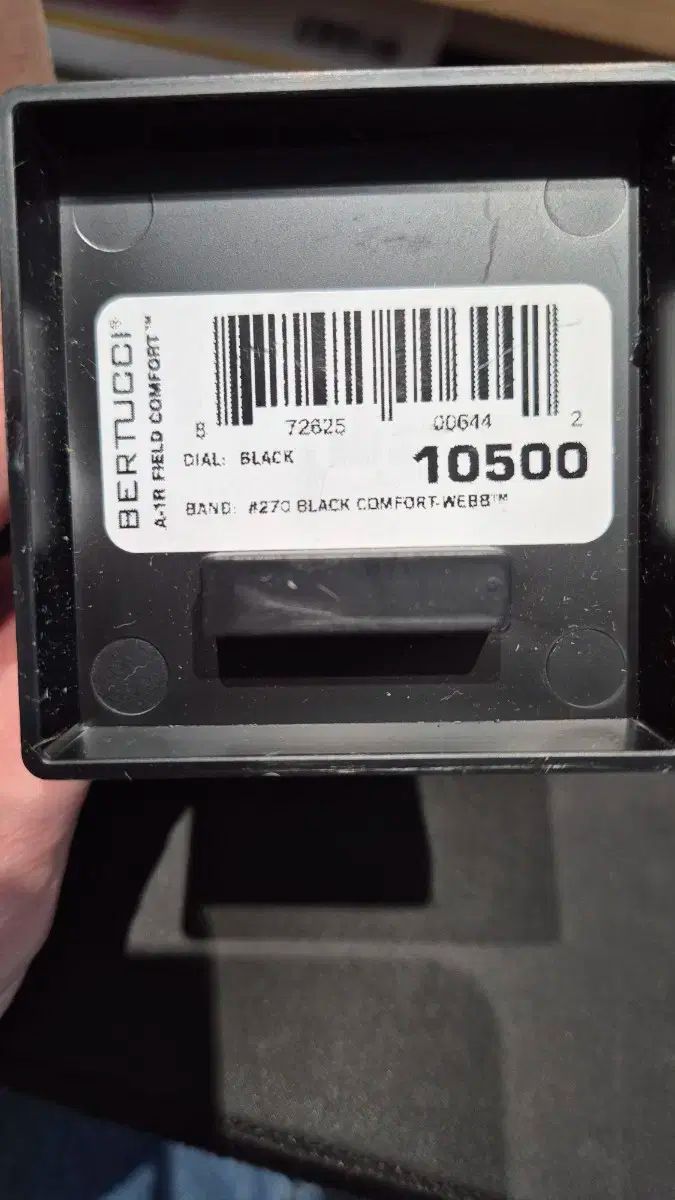 BERTUCCI®
A-1R FIELD COMFORT™
8 72625 00644 2
DIAL: BLACK
10500
BAND: #270 BLACK COMFORT-WEBB™